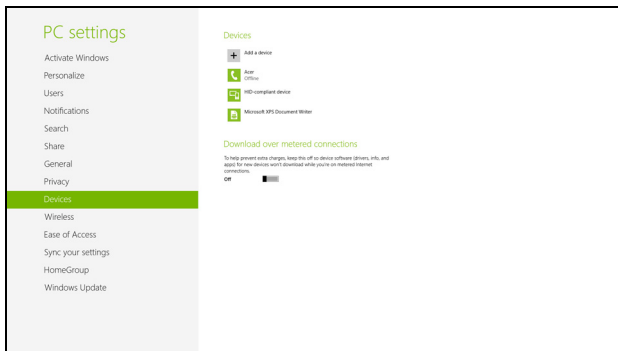 PC settings
Activate Windows
Personalize
Users
Notifications
Search
Share
General
Privacy
Devices
Wireless
Ease of Access
Sync your settings
HomeGroup
Windows Update
Devices
Add a device
Acer
Offline
HID-compliant device
Microsoft XPS Document Writer
Download over metered connections
To help prevent extra charges, keep this off so device software (drivers, info, and
apps) for new devices won't download while you're on metered Internet
connections.
Off